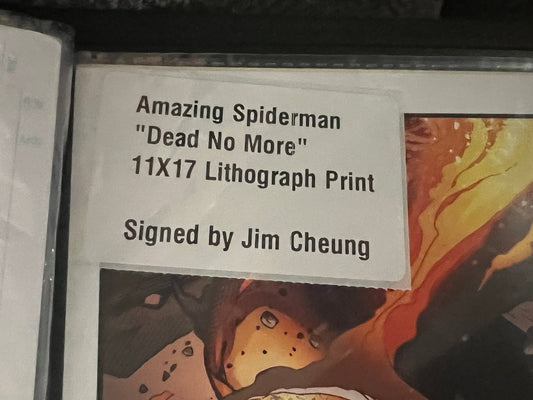 Amazing Spiderman
"Dead No More"
11X17 Lithograph Print
Signed by Jim Cheung